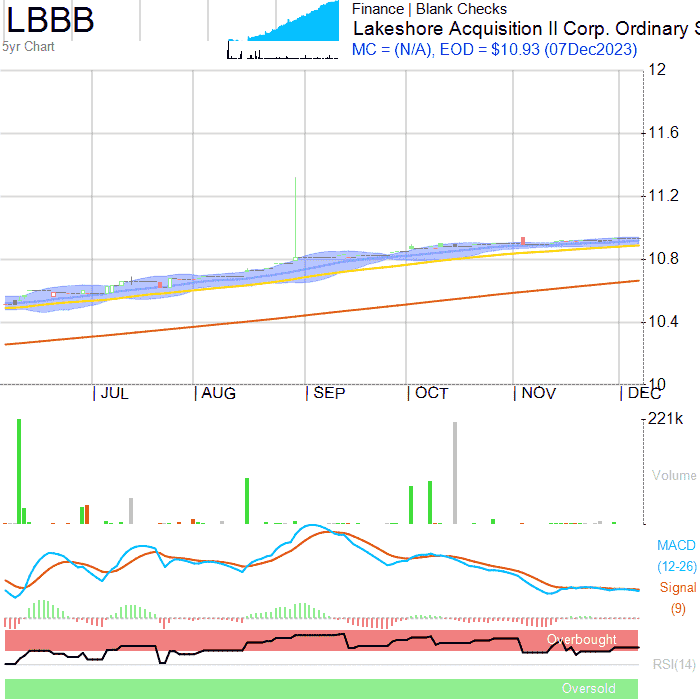 LBBB
5yr Chart
Finance | Blank Checks
Lakeshore Acquisition II Corp. Ordinary S
MC = (N/A), EOD = $10.93 (07Dec2023)
12
11.6
11.2
10.8
10.4
10
JUL AUG SEP OCT NOV DEC
221k
Volume
MACD
(12-26)
Signal
(9)
Overbought
RSI(14)
Oversold